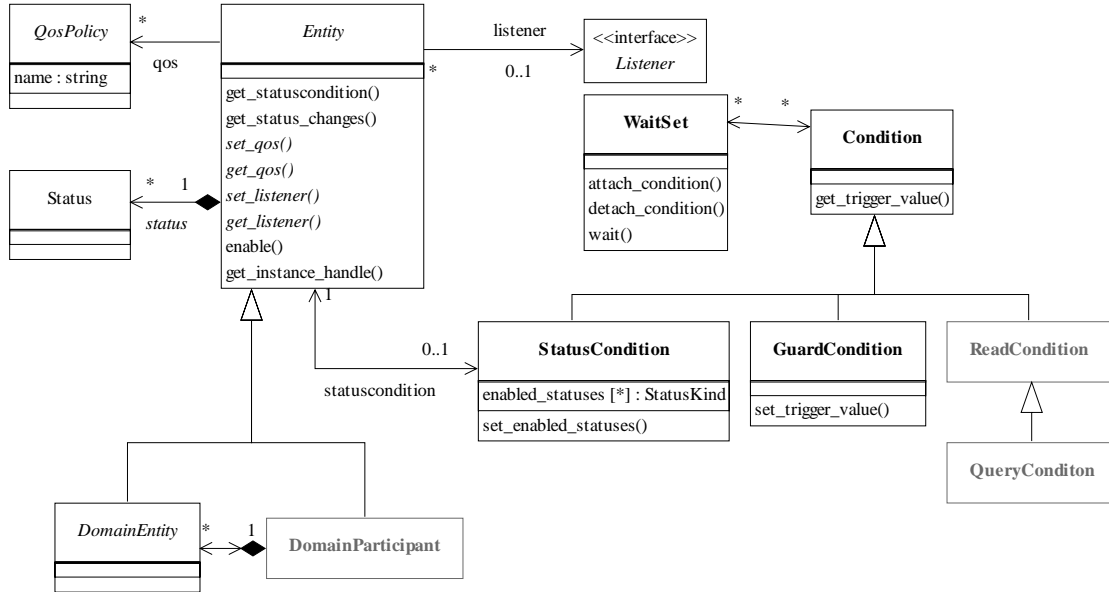 QosPolicy
name : string
*
qos
Entity
*
get_statuscondition()
get_status_changes()
set_qos()
get_qos()
set_listener()
get_listener()
enable()
get_instance_handle()
listener
0..1
<<interface>>
Listener
WaitSet
attach_condition()
detach_condition()
wait()
*
*
Condition
get_trigger_value()
Status
*
1
status
1
0..1
statuscondition
StatusCondition
enabled_statuses [*] : StatusKind
set_enabled_statuses()
GuardCondition
set_trigger_value()
ReadCondition
QueryConditon
DomainEntity
*
1
DomainParticipant